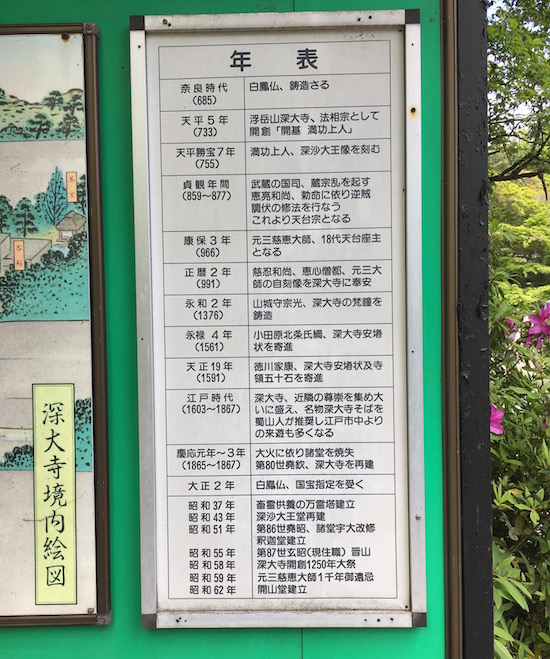 年表
奈良時代 白鳳仏、鋳造さる
(685)
天平5年 浮岳山深大寺、法相宗として
(733) 開創「開基 満功上人」
天平勝宝7年 満功上人、深沙大王像を刻む
(755)
貞観年間 武蔵の国司、蔵宗乱を起す
(859〜877) 恵亮和尚、勅命に依り逆賊
調伏の修法を行なう
これより天台宗となる
康保3年 元三慈恵大師、18代天台座主
(966) となる
正暦2年 慈忍和尚、恵心僧都、元三大
(991) 師の自刻像を深大寺に奉安
永和2年 山城守宗光、深大寺の梵鐘を
(1376) 鋳造
永禄4年 小田原北条氏綱、深大寺安堵
(1561) 状を寄進
天正19年 徳川家康、深大寺安堵状及寺
(1591) 領五十石を寄進
江戸時代 深大寺、近隣の尊崇を集め大
(1603〜1867) いに盛え、名物深大寺そばを
蜀山人が推奨し江戸市中より
の来遊も多くなる
慶応元年〜3年 大火に依り諸堂を焼失
(1865〜1867) 第80世堯欽、深大寺を再建
大正2年 白鳳仏、国宝指定を受く
昭和37年 畜霊供養の万霊塔建立
昭和43年 深沙大王堂再建
昭和51年 第86世堯昭、諸堂宇大改修
釈迦堂建立
昭和55年 第87世玄昭(現住職)晋山
昭和58年 深大寺開創1250年大祭
昭和59年 元三慈恵大師1千年御遠忌
昭和62年 開山堂建立
深大寺境内絵図